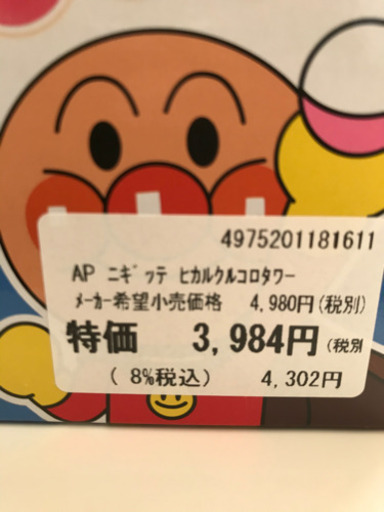 4975201181611
AP ﾆｷﾞｯﾃ ﾋｶﾙｸﾙｺﾛﾀﾜｰ
ﾒｰｶｰ希望小売価格 4,980円(税別)
特価 3,984円(税別
( 8%税込) 4,302円